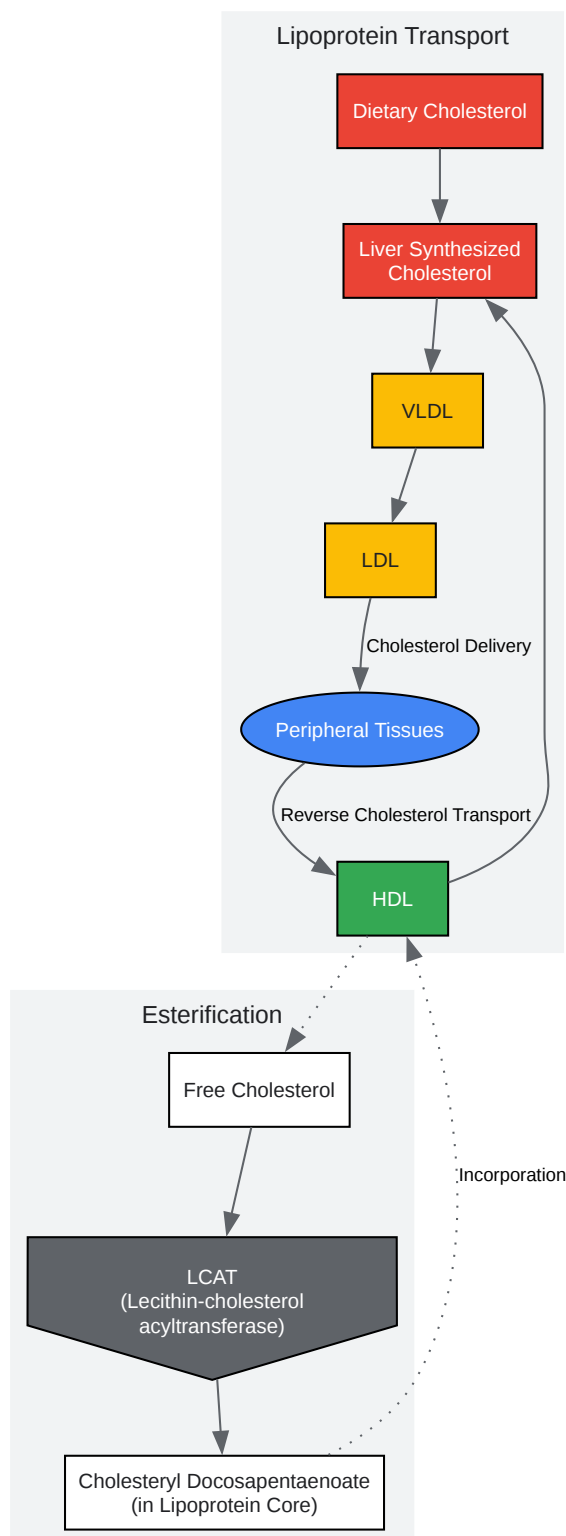 Lipoprotein Transport
Dietary Cholesterol
Liver Synthesized
Cholesterol
VLDL
LDL
Cholesterol Delivery
Peripheral Tissues
Reverse Cholesterol Transport
HDL
Esterification
Free Cholesterol
Incorporation
LCAT
(Lecithin-cholesterol
acyltransferase)
Cholesteryl Docosapentaenoate
(in Lipoprotein Core)